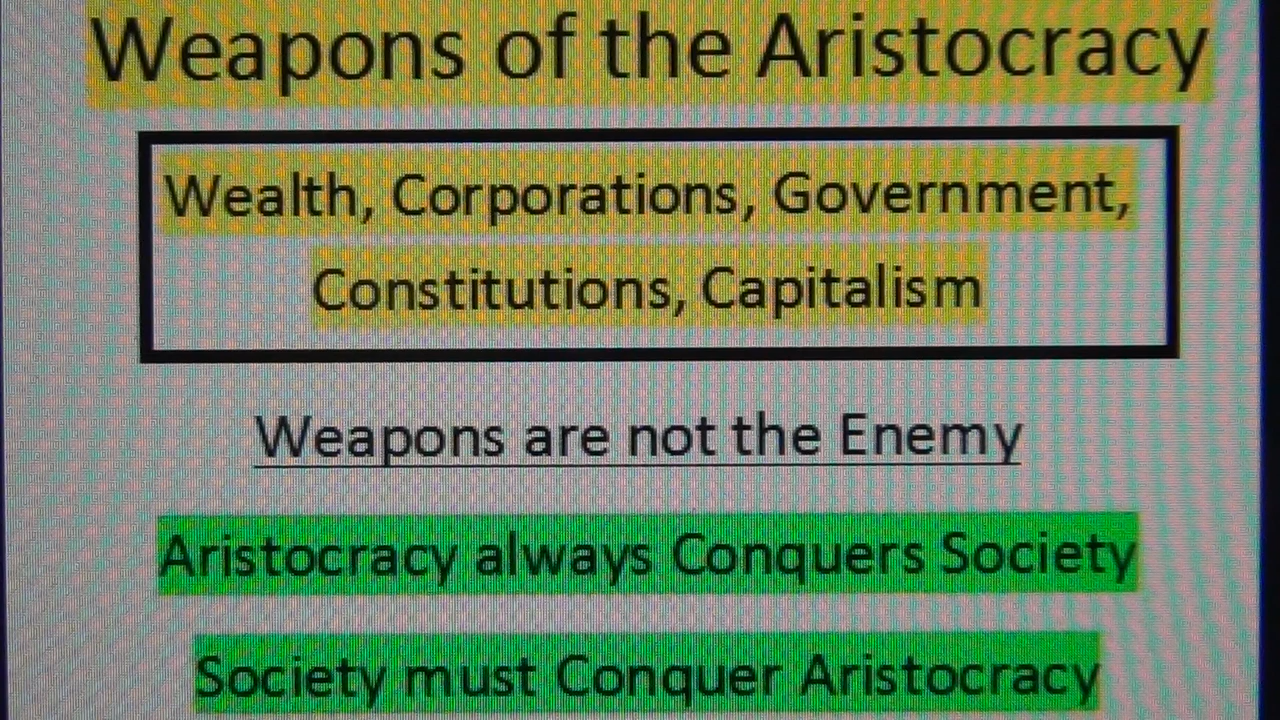 Weapons of the Aristocracy
Wealth, Corporations, Government,
Constitutions, Capitalism
Weapons are not the Enemy
Aristocracy always Conquers Society
Society must Conquer Aristocracy